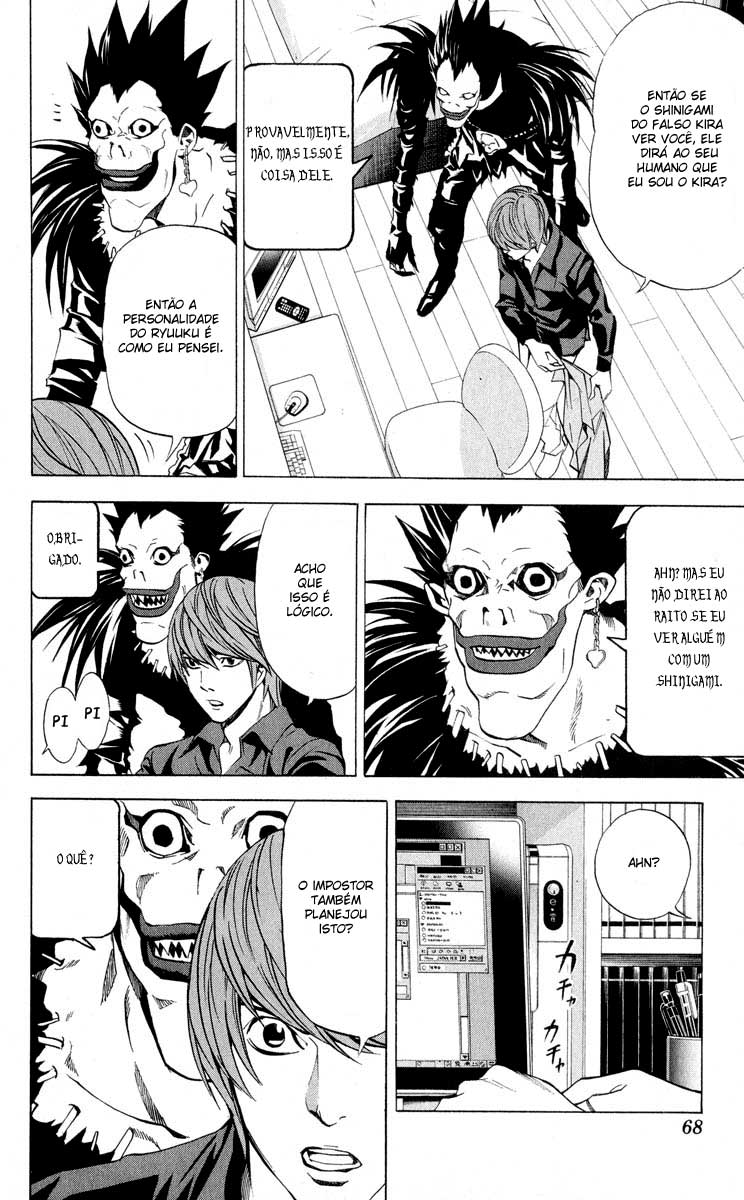 ENTÃO SE
O SHINIGAMI
DO FALSO KIRA
VER VOCÊ, ELE
DIRÁ AO SEU
HUMANO QUE
EU SOU O KIRA?
PROVAVELMENTE,
NÃO, MAS ISSO É
COISA DELE.
ENTÃO A
PERSONALIDADE
DO RYUUKU É
COMO EU PENSEI.
AHN? MAS EU
NÃO DIREI AO
RAITO SE EU
VER ALGUÉM
COM UM
SHINIGAMI.
ACHO
QUE
ISSO É
LÓGICO.
OBRI-
GADO.
PI PI
AHN?
カチャ
カチャ
O IMPOSTOR
TAMBÉM
PLANEJOU
ISTO?
O QUÊ?
68